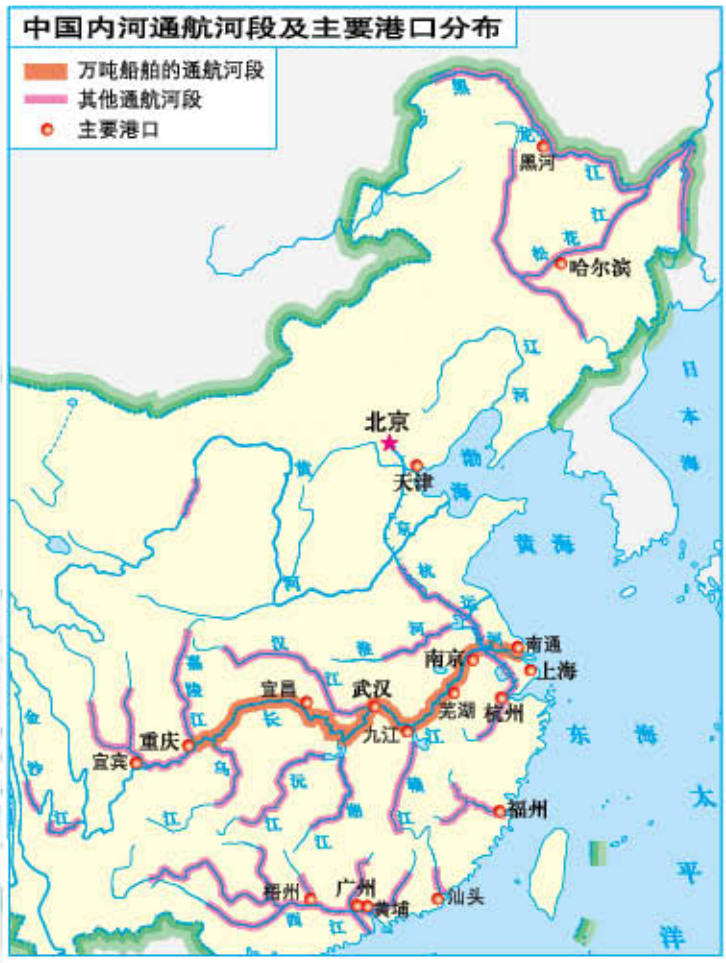 中国内河通航河段及主要港口分布
万吨船舶的通航河段
其他通航河段
主要港口
黑
龙
江
黑河
松
花
江
哈尔滨
辽
河
日
本
海
北京
天津
渤
海
黄
河
京
杭
运
河
黄海
汉
江
淮
河
江
嘉
陵
江
南通
南京
上海
宜昌
武汉
长
江
芜湖
杭州
九江
重庆
宜宾
金
沙
江
乌
江
沅
江
湘
江
赣
江
东海
福州
太
平
洋
梧州
广州
黄埔
汕头
西
江